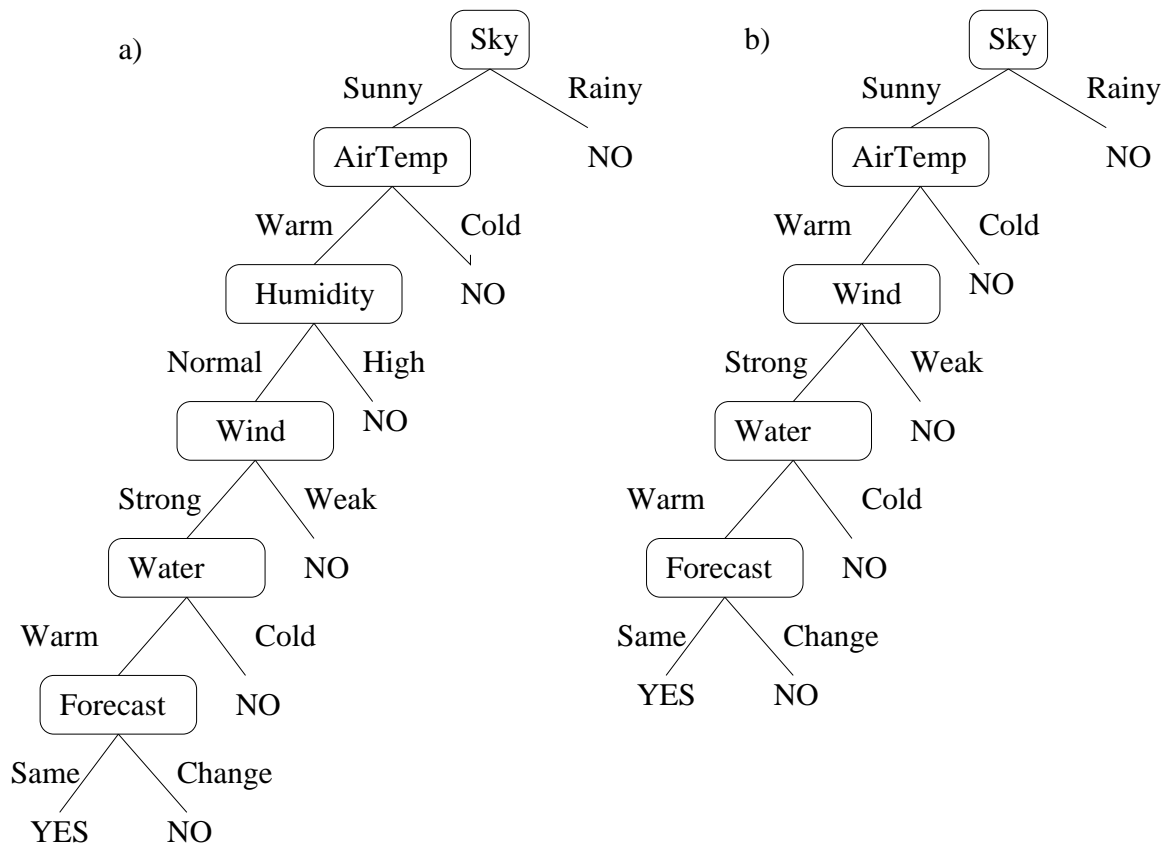 a)
Sky
Sunny Rainy
AirTemp NO
Warm Cold
Humidity NO
Normal High
Wind NO
Strong Weak
Water NO
Warm Cold
Forecast NO
Same Change
YES NO
b)
Sky
Sunny Rainy
AirTemp NO
Warm Cold
Wind NO
Strong Weak
Water NO
Warm Cold
Forecast NO
Same Change
YES NO